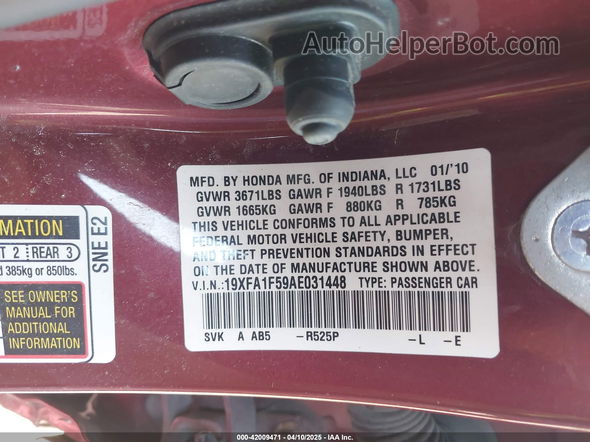 AutoHelperBot.com
MFD. BY HONDA MFG. OF INDIANA, LLC 01/'10
GVWR 3671LBS GAWR F 1940LBS R 1731LBS
GVWR 1665KG GAWR F 880KG R 785KG
THIS VEHICLE CONFORMS TO ALL APPLICABLE
FEDERAL MOTOR VEHICLE SAFETY, BUMPER,
AND THEFT PREVENTION STANDARDS IN EFFECT
ON THE DATE OF MANUFACTURE SHOWN ABOVE.
V.I.N.: 19XFA1F59AE031448 TYPE: PASSENGER CAR
SVK A AB5 –R525P –L –E
MATION
T 2 REAR 3
d 385kg or 850lbs.
SEE OWNER'S
MANUAL FOR
ADDITIONAL
INFORMATION
SNE E2
000-42009471 - 04/10/2025 - IAA Inc.